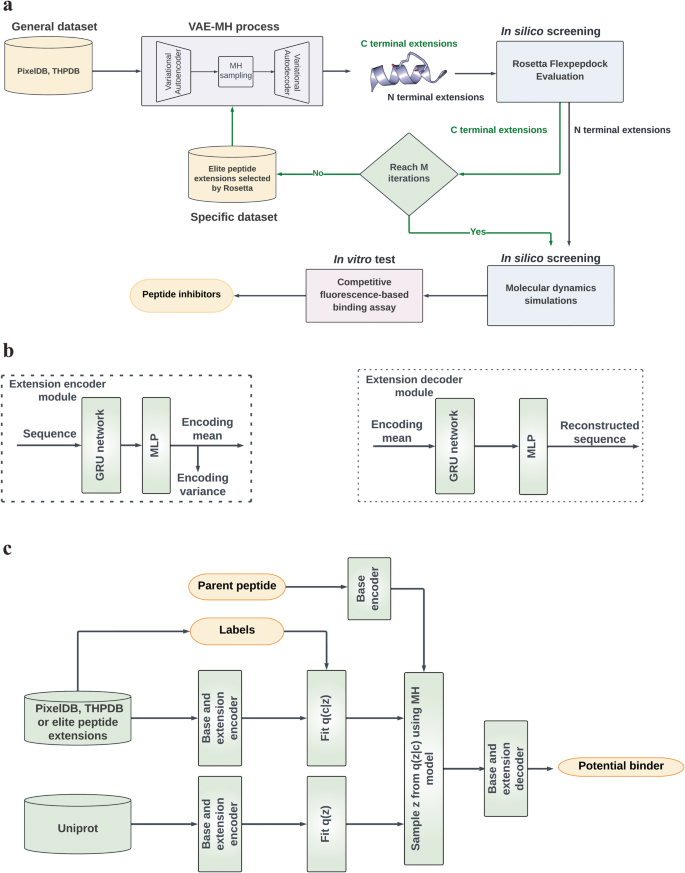 a
General dataset
PixelDB, THPDB
VAE-MH process
Variational
Autoencoder
MH
sampling
Variational
Autodecoder
C terminal extensions
N terminal extensions
In silico screening
Rosetta Flexpepdock
Evaluation
C terminal extensions
N terminal extensions
Reach M
iterations
No
Yes
Elite peptide
extensions selected
by Rosetta
Specific dataset
In silico screening
Molecular dynamics
simulations
In vitro test
Competitive
fluorescence-based
binding assay
Peptide inhibitors
b
Extension encoder
module
Sequence
GRU network
MLP
Encoding
mean
Encoding
variance
Extension decoder
module
Encoding
mean
GRU network
MLP
Reconstructed
sequence
c
Parent peptide
Base
encoder
Labels
PixelDB, THPDB
or elite peptide
extensions
Base and
extension
encoder
Fit q(c|z)
Uniprot
Base and
extension
encoder
Fit q(z)
Sample z from q(z|c) using MH
model
Base and
extension
decoder
Potential binder